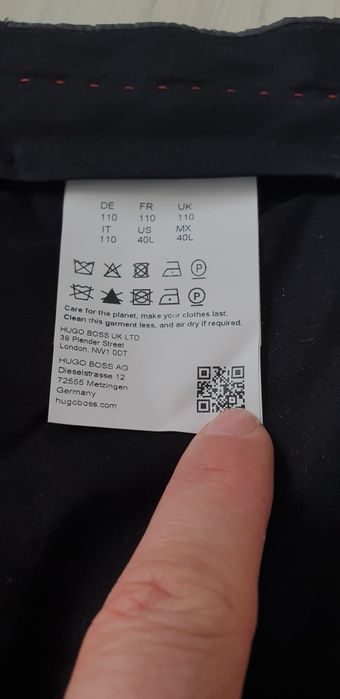 DE FR UK
110 110 110
IT US MX
110 40L 40L
P
P
Care for the planet, make your clothes last.
Clean this garment less, and air dry if required.
HUGO BOSS UK LTD
39 Plender Street
London, NW1 0DT
HUGO BOSS AG
Dieselstrasse 12
72555 Metzingen
Germany
hugoboss.com